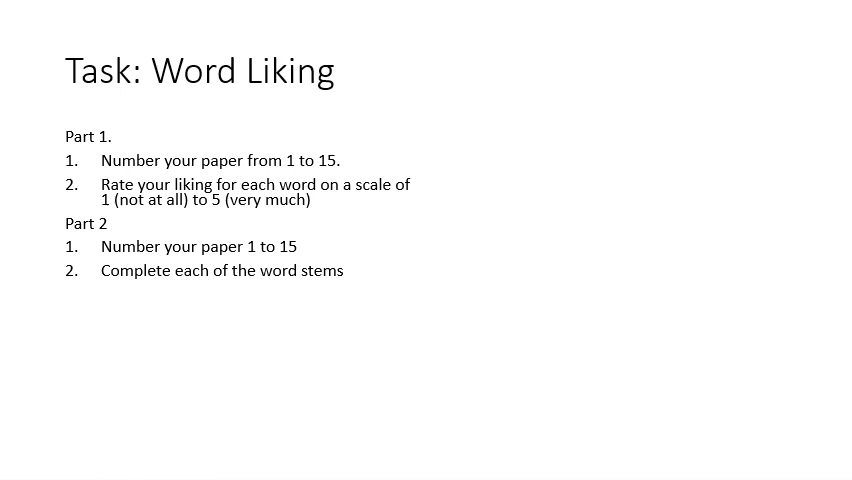 Task: Word Liking
Part 1.
1. Number your paper from 1 to 15.
2. Rate your liking for each word on a scale of
1 (not at all) to 5 (very much)
Part 2
1. Number your paper 1 to 15
2. Complete each of the word stems